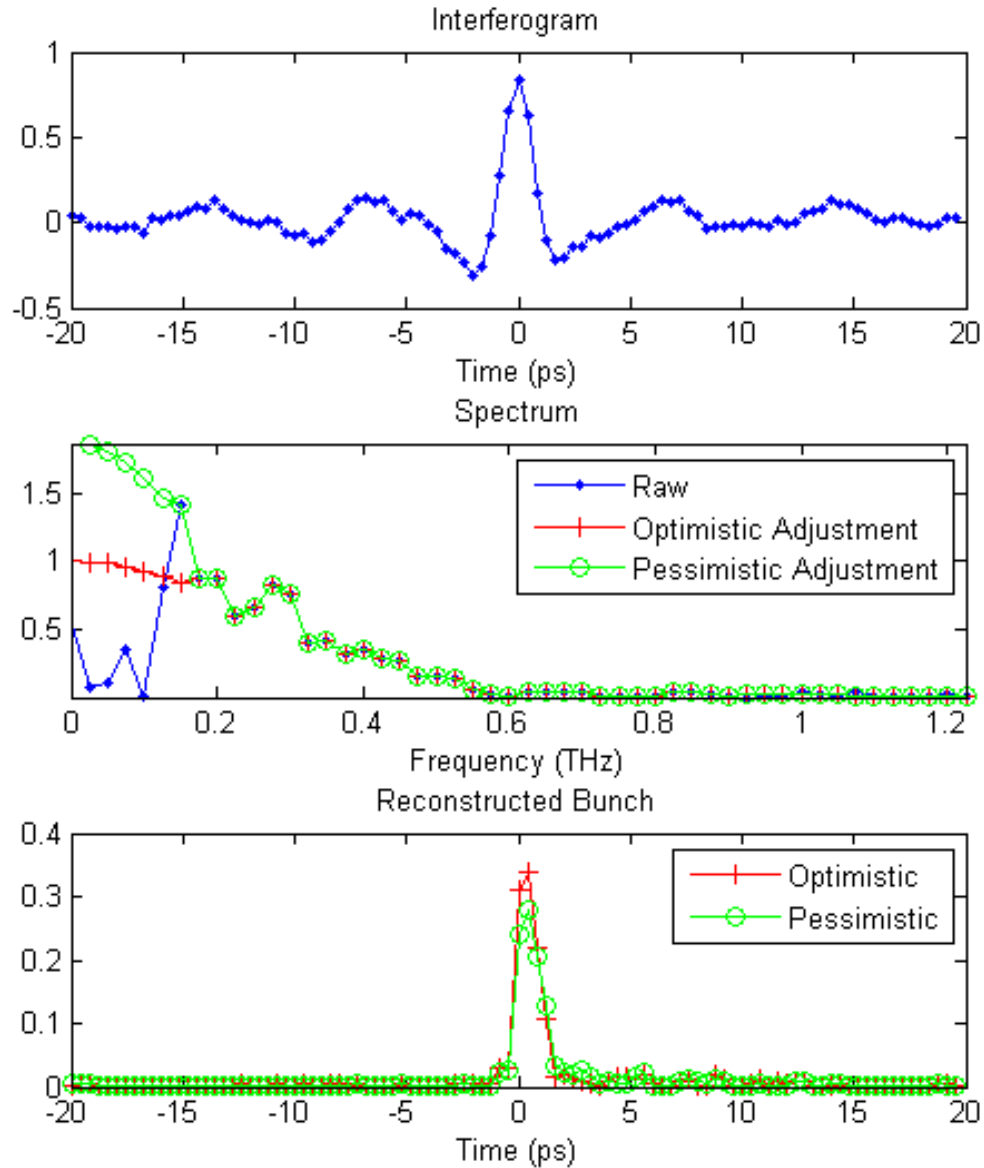 Interferogram
1
0.5
0
-0.5
-20 -15 -10 -5 0 5 10 15 20
Time (ps)
Spectrum
1.5
1
0.5
0 0.2 0.4 0.6 0.8 1 1.2
Raw
Optimistic Adjustment
Pessimistic Adjustment
Frequency (THz)
Reconstructed Bunch
0.4
0.3
0.2
0.1
0
-20 -15 -10 -5 0 5 10 15 20
Optimistic
Pessimistic
Time (ps)